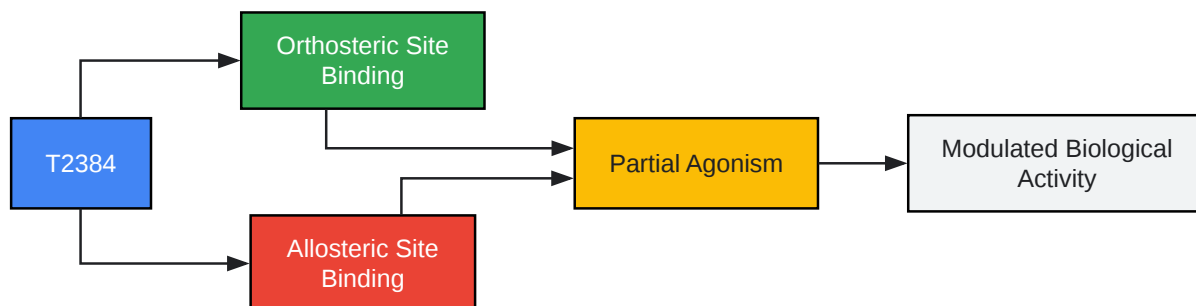 Orthosteric Site
Binding
T2384
Partial Agonism
Modulated Biological
Activity
Allosteric Site
Binding